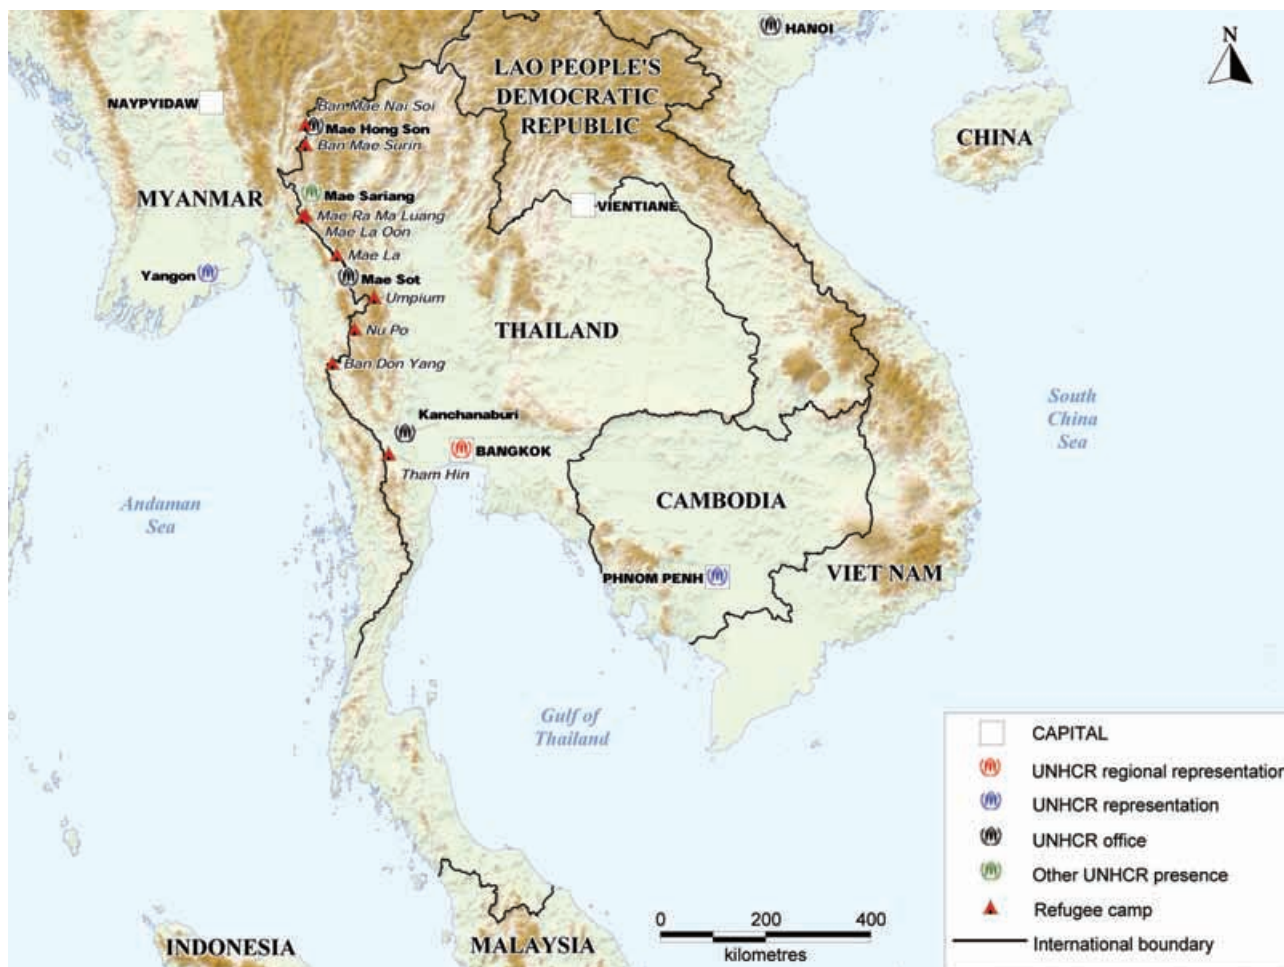 HANOI
N
LAO PEOPLE'S
DEMOCRATIC
REPUBLIC
NAYPYIDAW
Ban Mae Nai Soi
Mae Hong Son
Ban Mae Surin
CHINA
MYANMAR
Mae Sariang
VIENTIANE
Mae Ra Ma Luang
Mae La Oon
Mae La
Yangon
Mae Sot
Umpium
Nu Po
THAILAND
Ban Don Yang
South
China
Sea
Kanchanaburi
BANGKOK
Tham Hin
Andaman
Sea
CAMBODIA
PHNOM PENH
VIET NAM
Gulf of
Thailand
CAPITAL
UNHCR regional representation
UNHCR representation
UNHCR office
Other UNHCR presence
Refugee camp
International boundary
0 200 400
kilometres
INDONESIA
MALAYSIA